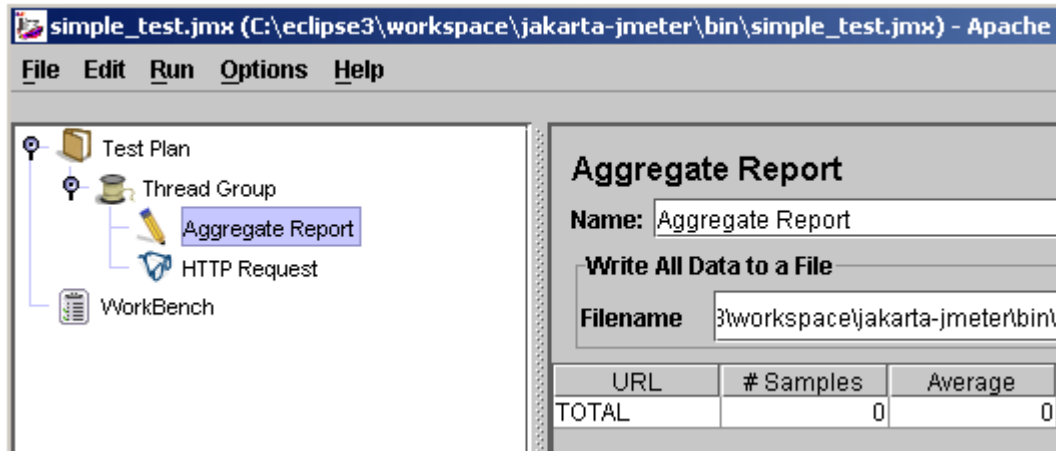 simple_test.jmx (C:\eclipse3\workspace\jakarta-jmeter\bin\simple_test.jmx) - Apache
File Edit Run Options Help
Test Plan
Thread Group
Aggregate Report
HTTP Request
WorkBench
Aggregate Report
Name: Aggregate Report
Write All Data to a File
Filename 3\workspace\jakarta-jmeter\bin\
URL # Samples Average
TOTAL 0 0